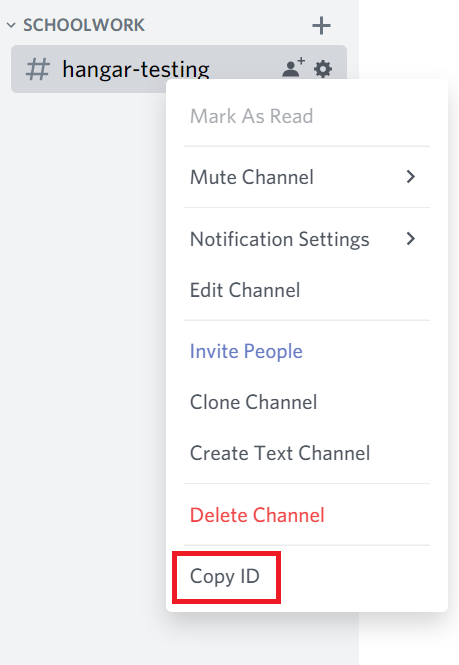 SCHOOLWORK
hangar-testing
Mark As Read
Mute Channel
Notification Settings
Edit Channel
Invite People
Clone Channel
Create Text Channel
Delete Channel
Copy ID